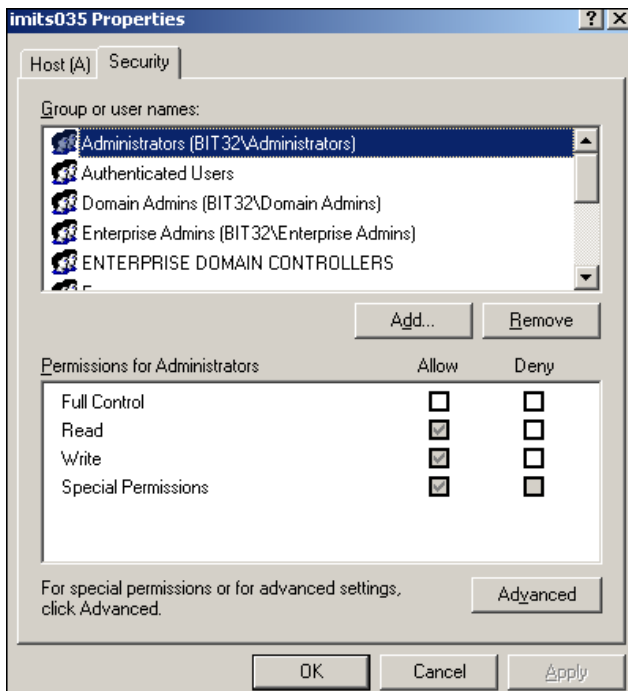 imits035 Properties
Host (A) Security
Group or user names:
Administrators (BIT32\Administrators)
Authenticated Users
Domain Admins (BIT32\Domain Admins)
Enterprise Admins (BIT32\Enterprise Admins)
ENTERPRISE DOMAIN CONTROLLERS
Add... Remove
Permissions for Administrators Allow Deny
Full Control
Read
Write
Special Permissions
For special permissions or for advanced settings,
click Advanced.
Advanced
OK Cancel Apply